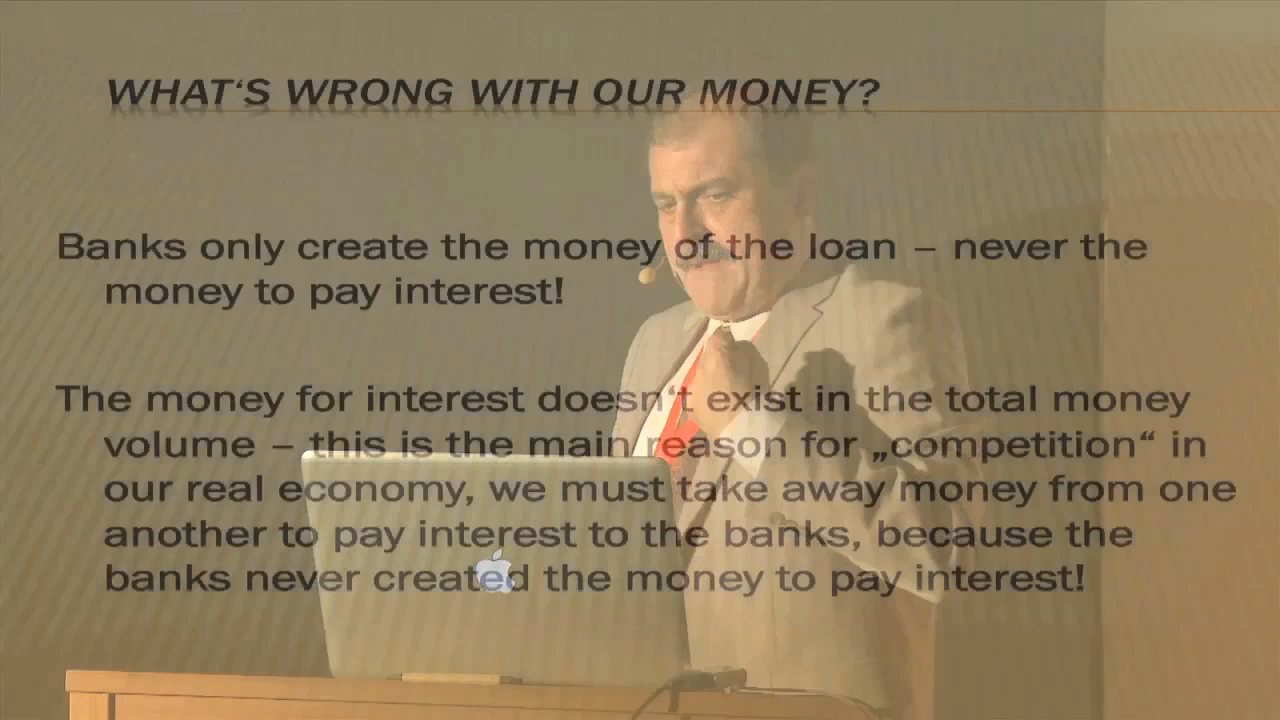 WHAT‘S WRONG WITH OUR MONEY?
Banks only create the money of the loan – never the
money to pay interest!
The money for interest doesn‘t exist in the total money
volume – this is the main reason for „competition“ in
our real economy, we must take away money from one
another to pay interest to the banks, because the
banks never created the money to pay interest!